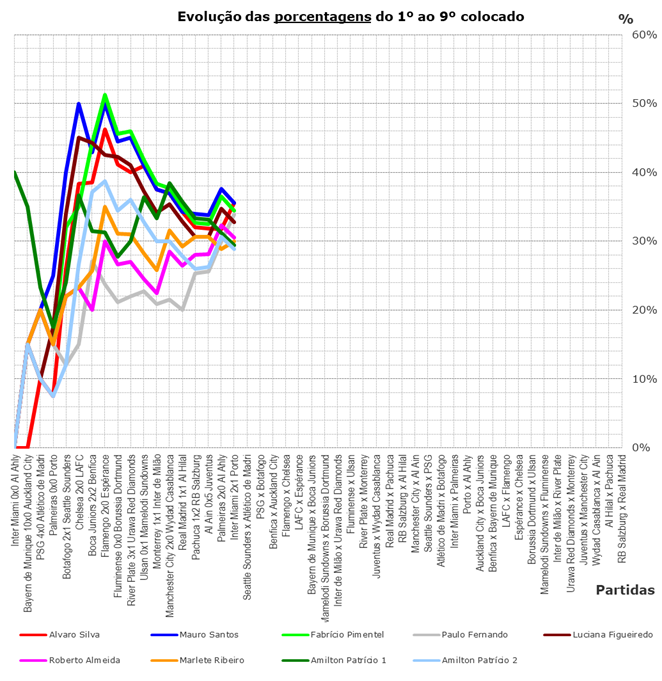 Evolução das porcentagens do 1º ao 9º colocado
%
60%
50%
40%
30%
20%
10%
0%
Inter Miami 0x0 Al Ahly
Bayern de Munique 10x0 Auckland City
PSG 4x0 Atlético de Madri
Palmeiras 0x0 Porto
Botafogo 2x1 Seattle Sounders
Chelsea 2x0 LAFC
Boca Juniors 2x2 Benfica
Flamengo 2x0 Espérance
Fluminense 0x0 Borussia Dortmund
River Plate 3x1 Urawa Red Diamonds
Ulsan 0x1 Mamelodi Sundowns
Monterrey 1x1 Inter de Milão
Manchester City 2x0 Wydad Casablanca
Real Madrid 1x1 Al Hilal
Pachuca 1x2 RB Salzburg
Al Ain 0x5 Juventus
Palmeiras 2x0 Al Ahly
Inter Miami 2x1 Porto
Seattle Sounders x Atlético de Madri
PSG x Botafogo
Benfica x Auckland City
Flamengo x Chelsea
LAFC x Espérance
Bayern de Munique x Boca Juniors
Mamelodi Sundowns x Borussia Dortmund
Inter de Milão x Urawa Red Diamonds
Fluminense x Ulsan
River Plate x Monterrey
Juventus x Wydad Casablanca
Real Madrid x Pachuca
RB Salzburg x Al Hilal
Manchester City x Al Ain
Seattle Sounders x PSG
Atlético de Madri x Botafogo
Inter Miami x Palmeiras
Porto x Al Ahly
Auckland City x Boca Juniors
Benfica x Bayern de Munique
LAFC x Flamengo
Esperance x Chelsea
Borussia Dortmund x Ulsan
Mamelodi Sundowns x Fluminense
Inter de Milão x River Plate
Urawa Red Diamonds x Monterrey
Juventus x Manchester City
Wydad Casablanca x Al Ain
Al Hilal x Pachuca
RB Salzburg x Real Madrid
Partidas
Alvaro Silva
Mauro Santos
Fabrício Pimentel
Paulo Fernando
Luciana Figueiredo
Roberto Almeida
Marlete Ribeiro
Amilton Patrício 1
Amilton Patrício 2